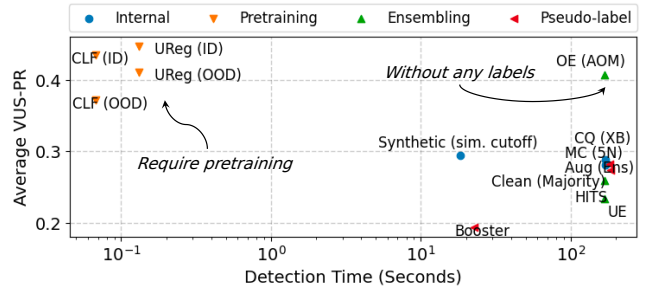 Internal Pretraining Ensembling Pseudo-label
CLF (ID)
UReg (ID)
UReg (OOD)
CLF (OOD)
OE (AOM)
Without any labels
Require pretraining
Synthetic (sim. cutoff)
CQ (XB)
MC (5N)
Aug (Ens)
Clean (Majority)
HITS
UE
Booster
0.4
0.3
0.2
Average VUS-PR
10⁻¹ 10⁰ 10¹ 10²
Detection Time (Seconds)